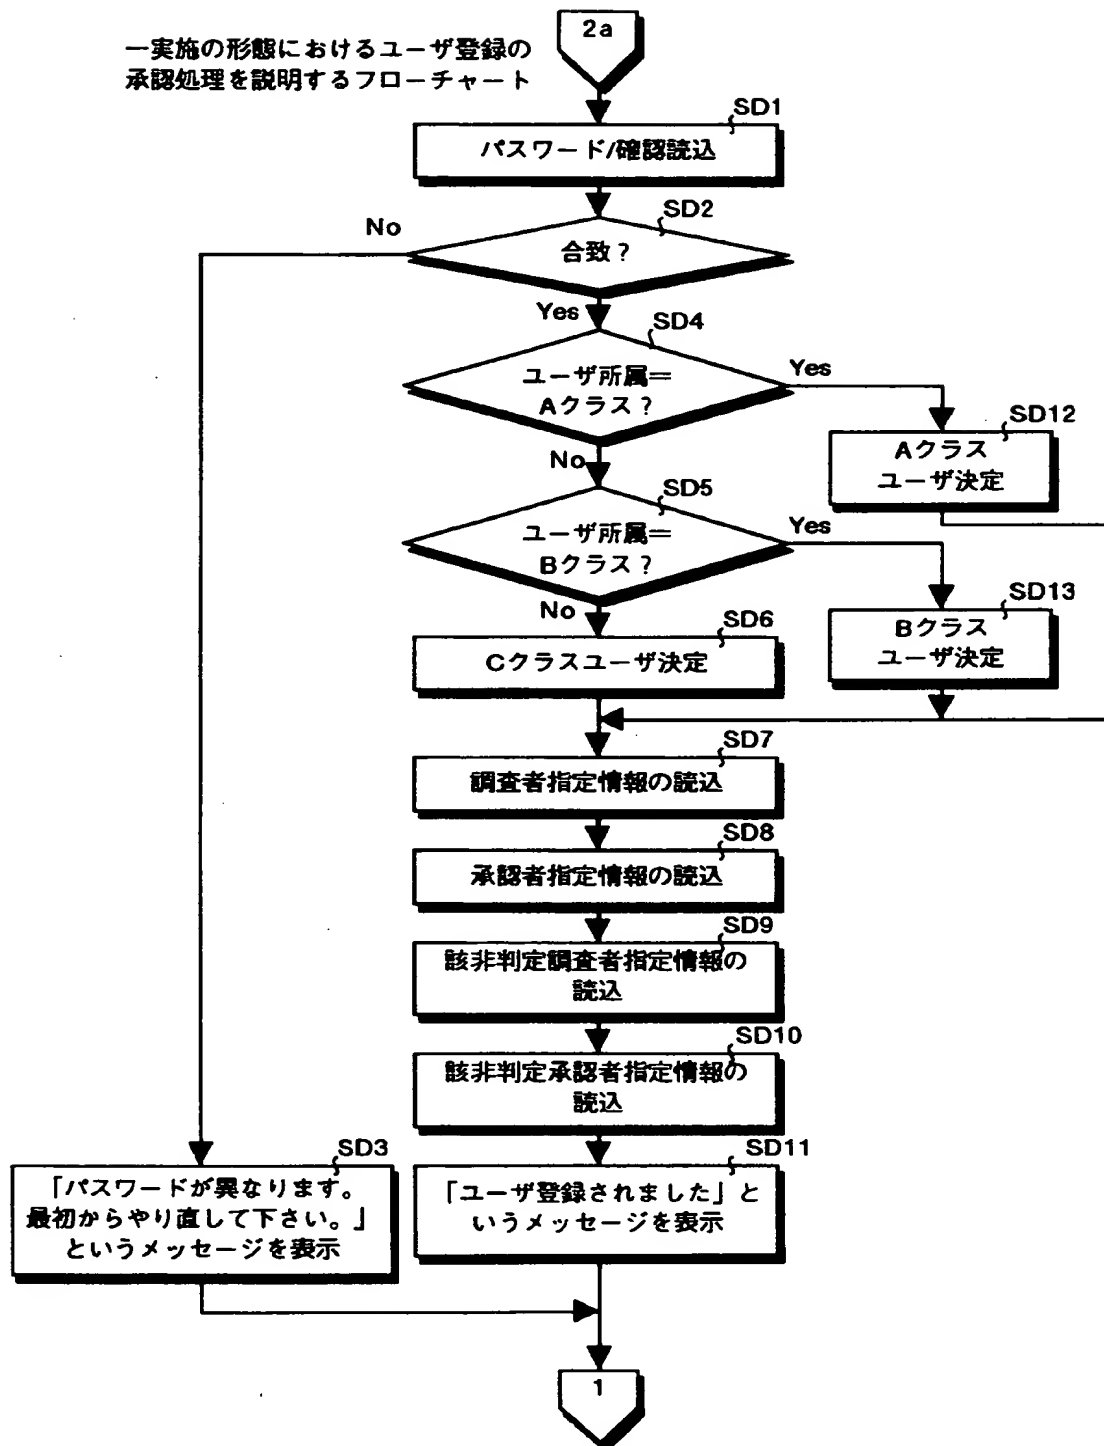 2a
一実施の形態におけるユーザ登録の
承認処理を説明するフローチャート
SD1
パスワード/確認読込
SD2
No
合致?
Yes
SD4
ユーザ所属=
Aクラス?
Yes
SD12
Aクラス
ユーザ決定
No
SD5
ユーザ所属=
Bクラス?
Yes
SD13
Bクラス
ユーザ決定
No
SD6
Cクラスユーザ決定
SD7
調査者指定情報の読込
SD8
承認者指定情報の読込
SD9
該非判定調査者指定情報の
読込
SD10
該非判定承認者指定情報の
読込
SD3
「パスワードが異なります。
最初からやり直して下さい。」
というメッセージを表示
SD11
「ユーザ登録されました」と
いうメッセージを表示
1